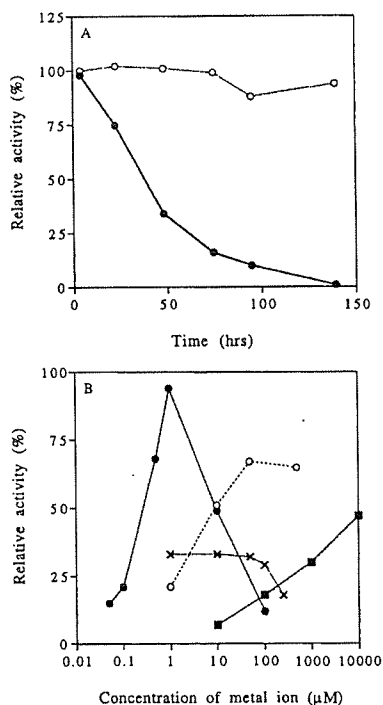 A
Relative activity (%)
125
100
75
50
25
0
0 50 100 150
Time (hrs)
B
Relative activity (%)
100
75
50
25
0
0.01 0.1 1 10 100 1000 10000
Concentration of metal ion (μM)